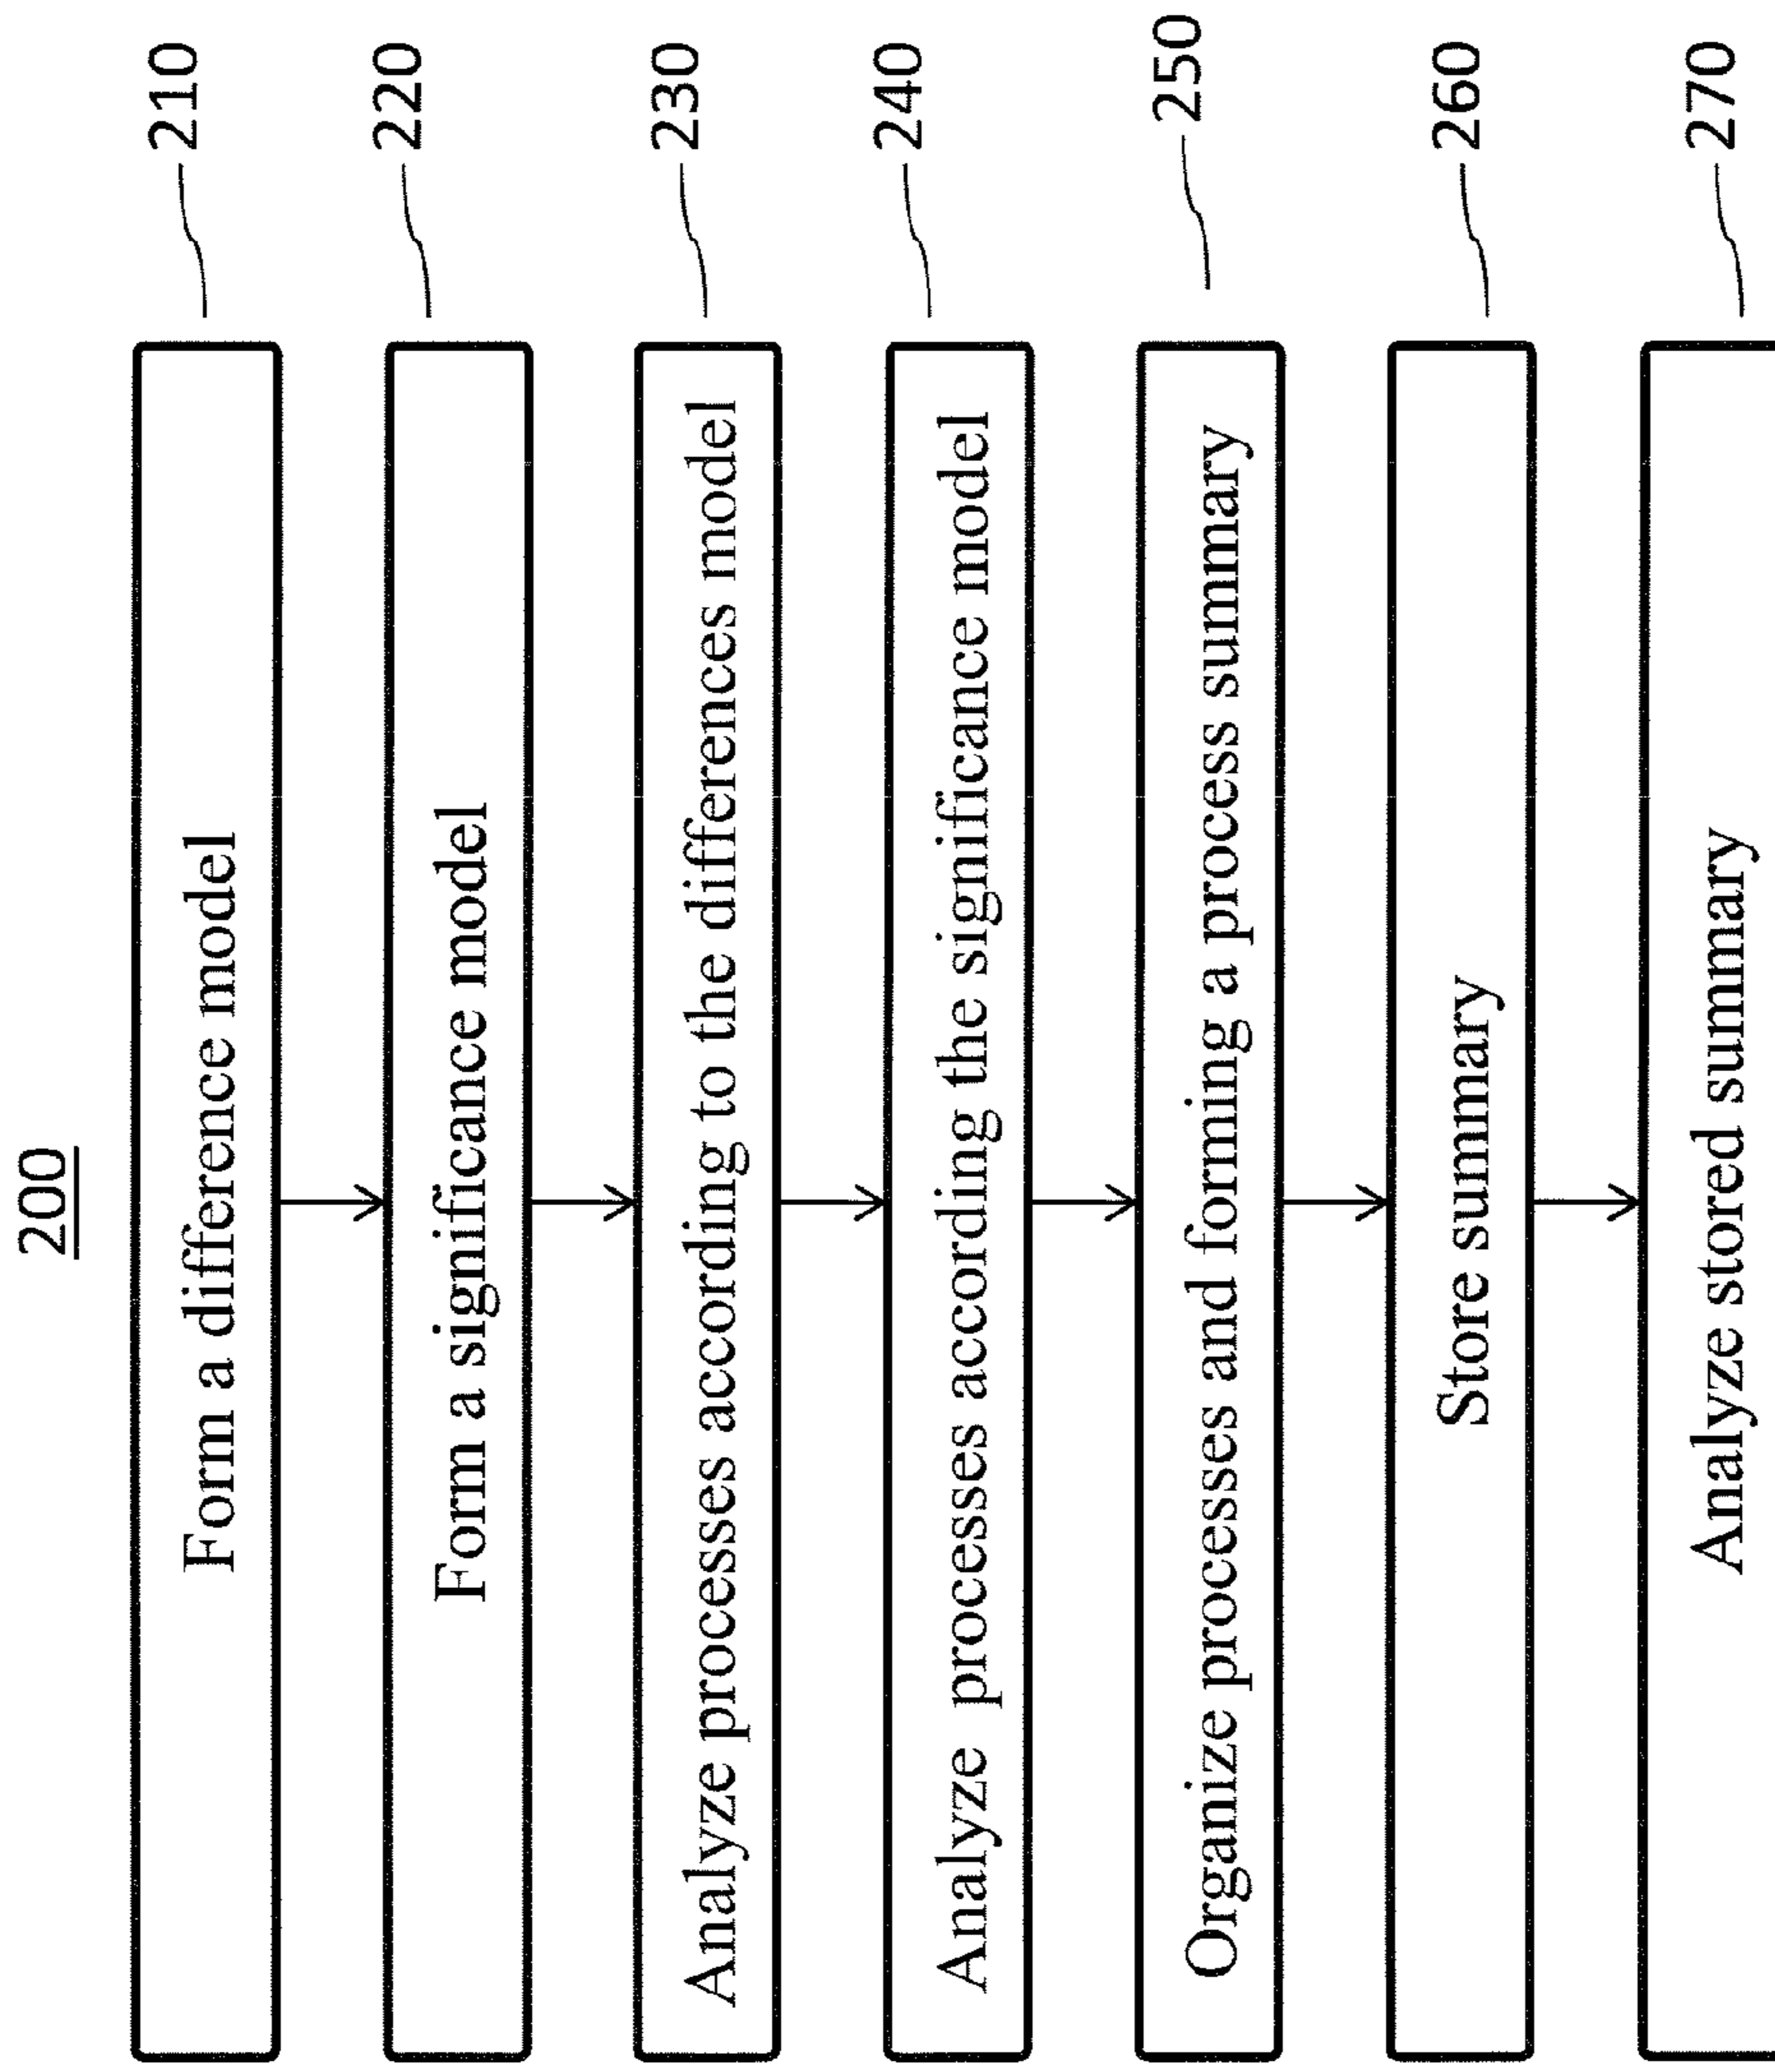 200
Form a difference model
210
Form a significance model
220
Analyze processes according to the differences model
230
Analyze processes according the significance model
240
Organize processes and forming a process summary
250
Store summary
260
Analyze stored summary
270